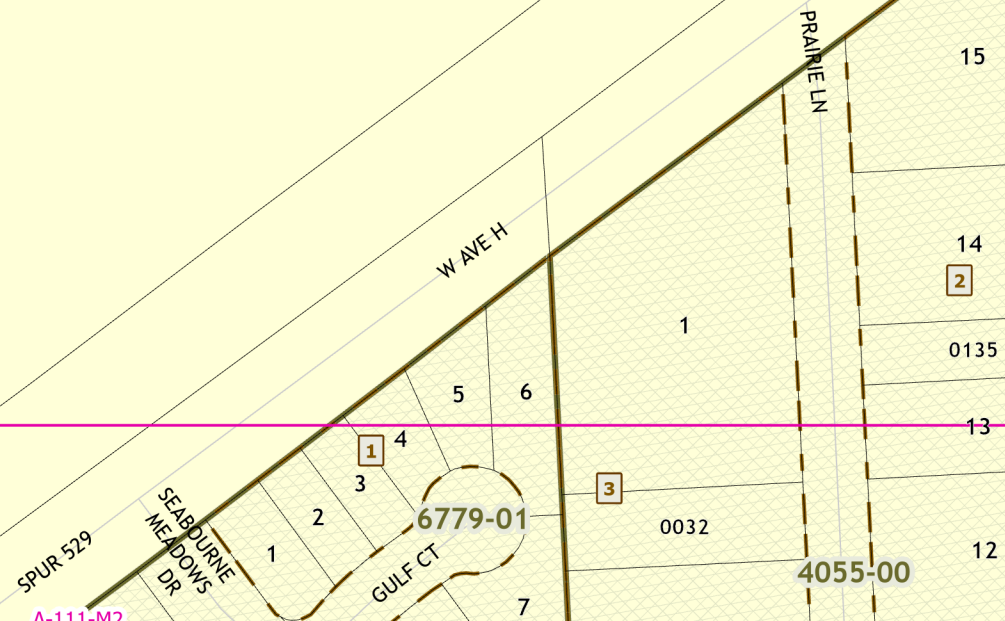 PRAIRIE LN
15
W AVE H
14
2
1
0135
5
6
13
4
1
3
3
2
6779-01
0032
SEABOURNE
MEADOWS
DR
SPUR 529
1
GULF CT
12
4055-00
7
A-111-M2